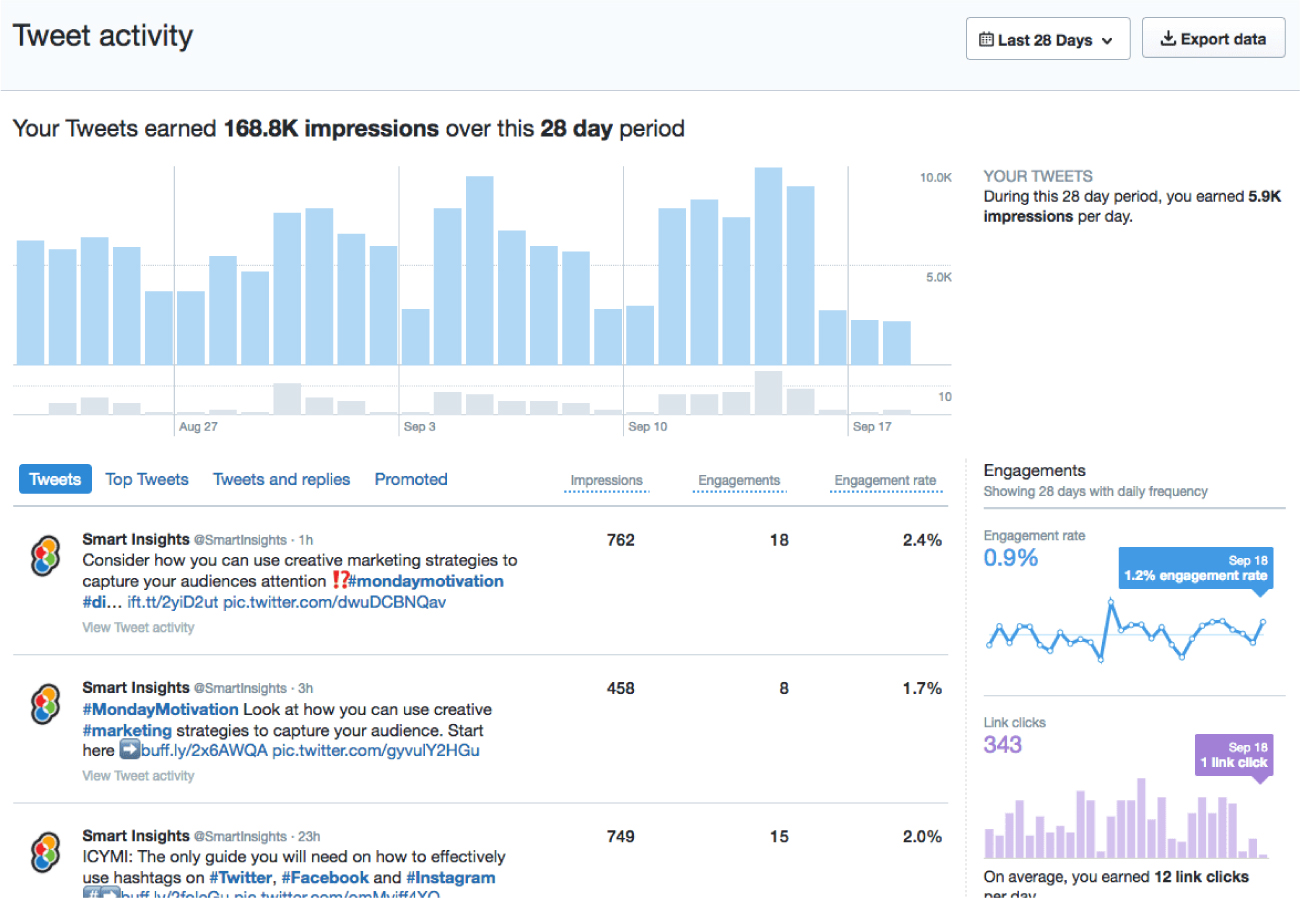 Tweet activity
Last 28 Days
Export data
Your Tweets earned 168.8K impressions over this 28 day period
10.0K
5.0K
10
Aug 27
Sep 3
Sep 10
Sep 17
YOUR TWEETS
During this 28 day period, you earned 5.9K
impressions per day.
Tweets
Top Tweets
Tweets and replies
Promoted
Impressions
Engagements
Engagement rate
Smart Insights @SmartInsights · 1h
762
18
2.4%
Consider how you can use creative marketing strategies to
capture your audiences attention ⁉#mondaymotivation
#di... ift.tt/2yiD2ut pic.twitter.com/dwuDCBNQav
View Tweet activity
Smart Insights @SmartInsights · 3h
458
8
1.7%
#MondayMotivation Look at how you can use creative
#marketing strategies to capture your audience. Start
here ➡buff.ly/2x6AWQA pic.twitter.com/gyvulY2HGu
View Tweet activity
Smart Insights @SmartInsights · 23h
749
15
2.0%
ICYMI: The only guide you will need on how to effectively
use hashtags on #Twitter, #Facebook and #Instagram
Engagements
Showing 28 days with daily frequency
Engagement rate
0.9%
Sep 18
1.2% engagement rate
Link clicks
343
Sep 18
1 link click
On average, you earned 12 link clicks
per day